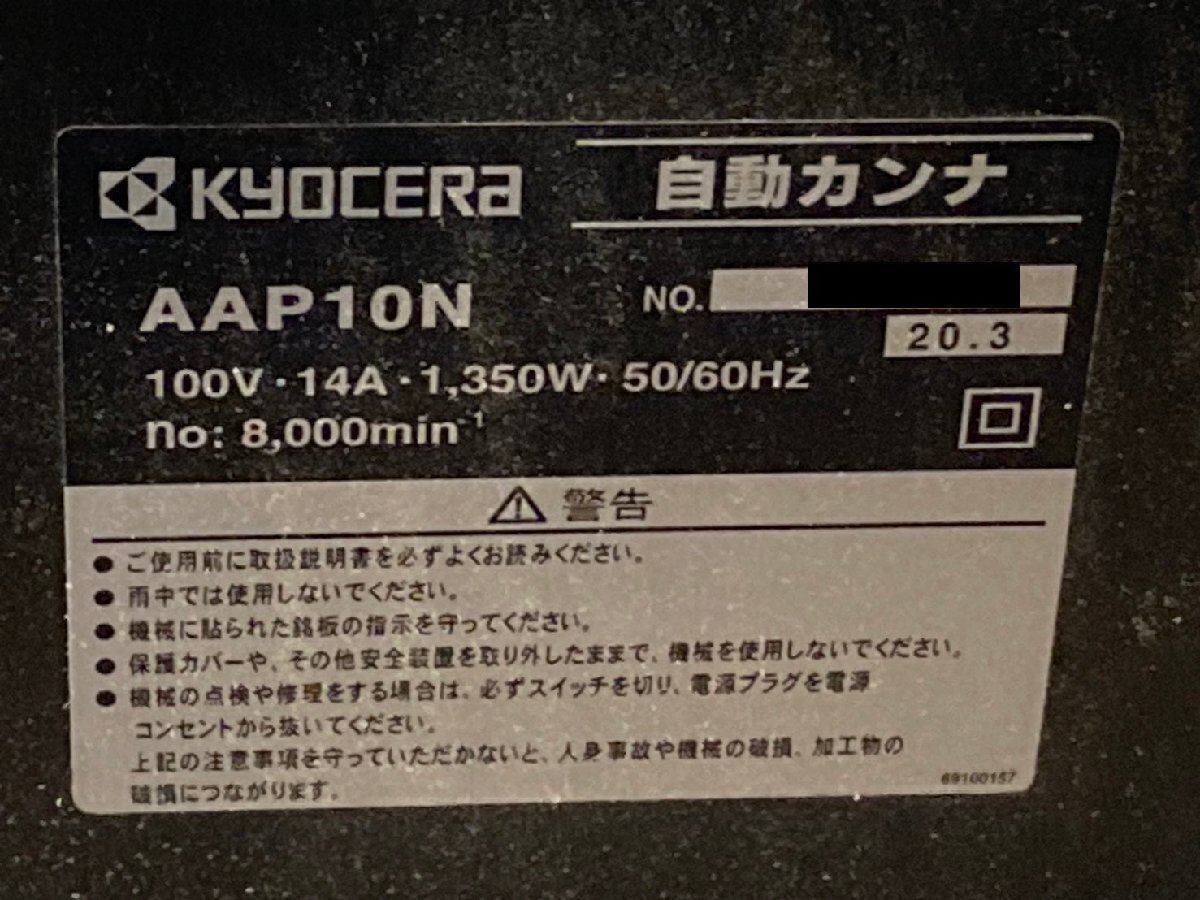 KYOCERA
自動カンナ
AAP10N
NO.
20.3
100V・14A・1,350W・50/60Hz
no: 8,000min⁻¹
警告
● ご使用前に取扱説明書を必ずよくお読みください。
● 雨中では使用しないでください。
● 機械に貼られた銘板の指示を守ってください。
● 保護カバーや、その他安全装置を取り外したままで、機械を使用しないでください。
● 機械の点検や修理をする場合は、必ずスイッチを切り、電源プラグを電源
コンセントから抜いてください。
上記の注意事項を守っていただかないと、人身事故や機械の破損、加工物の
破損につながります。
69100157